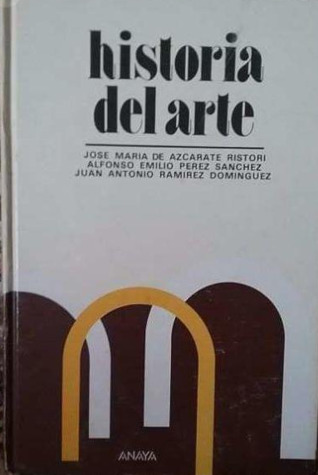 historia
del arte
JOSE MARIA DE AZCARATE RISTORI
ALFONSO EMILIO PEREZ SANCHEZ
JUAN ANTONIO RAMIREZ DOMINGUEZ
ANAYA